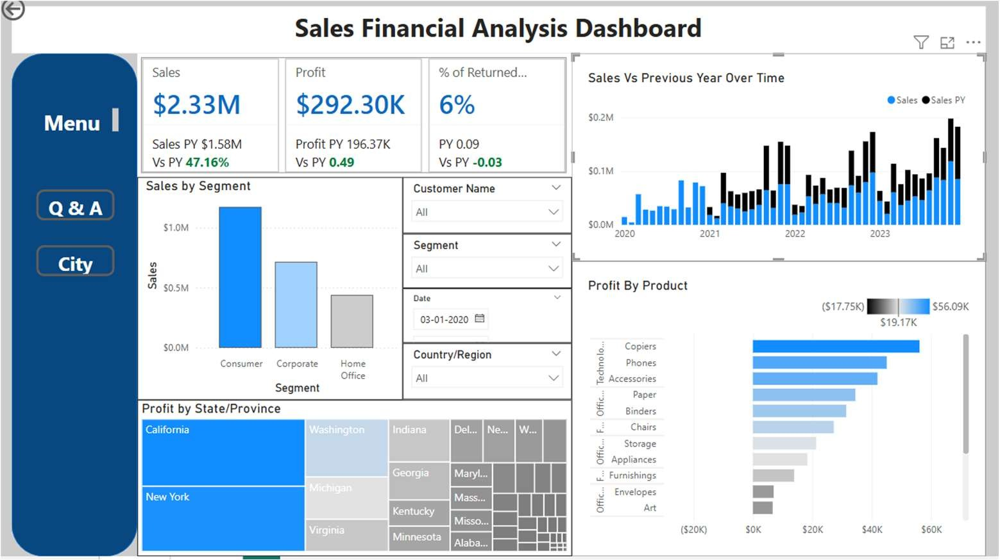 Sales Financial Analysis Dashboard
Menu
Q & A
City
Sales
$2.33M
Sales PY $1.58M
Vs PY 47.16%
Profit
$292.30K
Profit PY 196.37K
Vs PY 0.49
% of Returned...
6%
PY 0.09
Vs PY -0.03
Sales Vs Previous Year Over Time
Sales Sales PY
$0.2M
$0.1M
$0.0M
2020 2021 2022 2023
Sales by Segment
Sales
$1.0M
$0.5M
$0.0M
Consumer Corporate Home Office
Segment
Customer Name
All
Segment
All
Date
03-01-2020
Country/Region
All
Profit By Product
($17.75K) $56.09K
$19.17K
Technolo...
Copiers
Phones
Accessories
Offic...
Paper
Binders
F...
Chairs
Offic...
Storage
Appliances
F...
Furnishings
Offic...
Envelopes
Art
($20K) $0K $20K $40K $60K
Profit by State/Province
California
New York
Washington
Michigan
Virginia
Indiana
Georgia
Kentucky
Minnesota
Del...
Ne...
W...
Maryl...
Mass...
Misso...
Alaba...